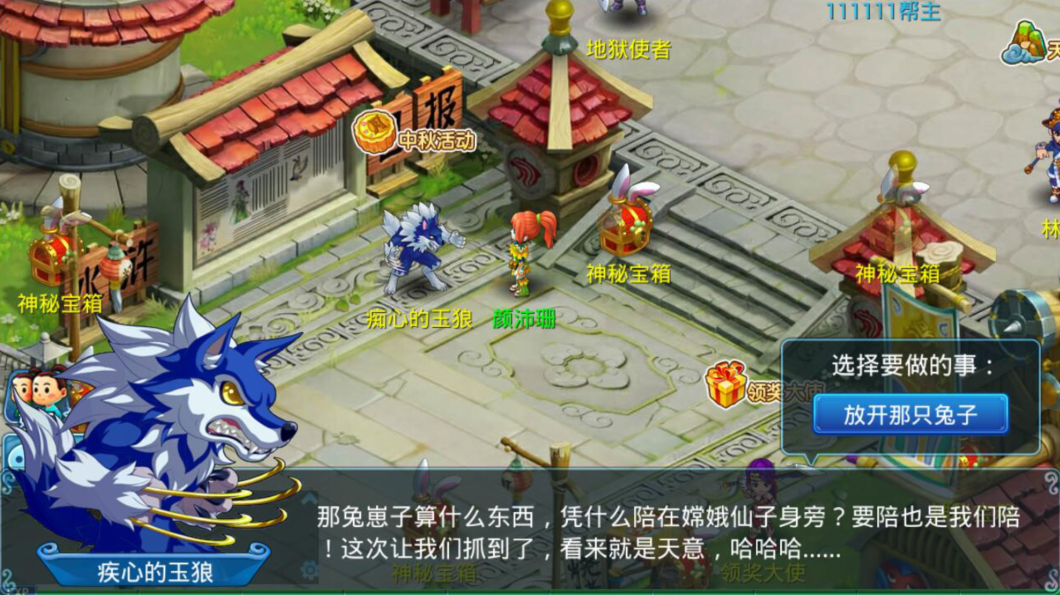 111111帮主
地狱使者
天
日报
中秋活动
林
神秘宝箱
神秘宝箱
神秘宝箱
水浒
痴心的玉狼
颜沛珊
领奖大使
选择要做的事：
放开那只兔子
那兔崽子算什么东西，凭什么陪在嫦娥仙子身旁？要陪也是我们陪
！这次让我们抓到了，看来就是天意，哈哈哈……
疾心的玉狼
神秘宝箱
领奖大使